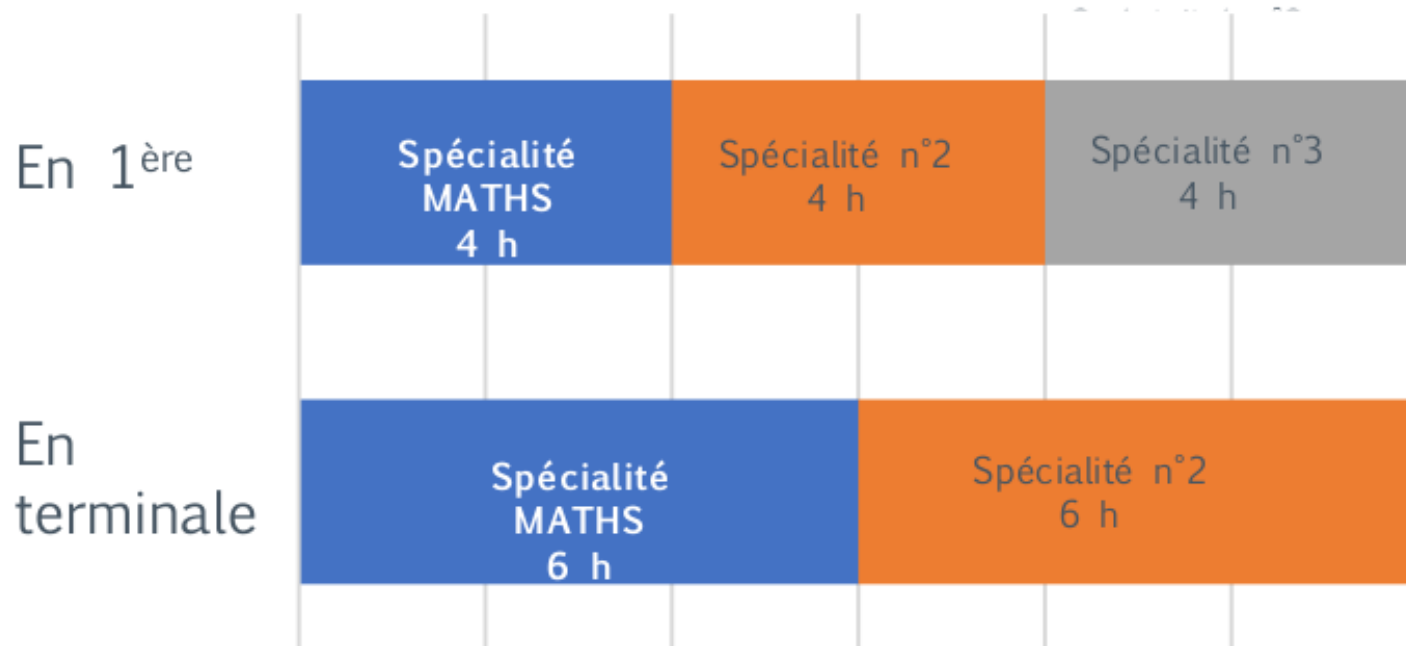 En 1ère
Spécialité
MATHS
4 h
Spécialité n°2
4 h
Spécialité n°3
4 h
En
terminale
Spécialité
MATHS
6 h
Spécialité n°2
6 h